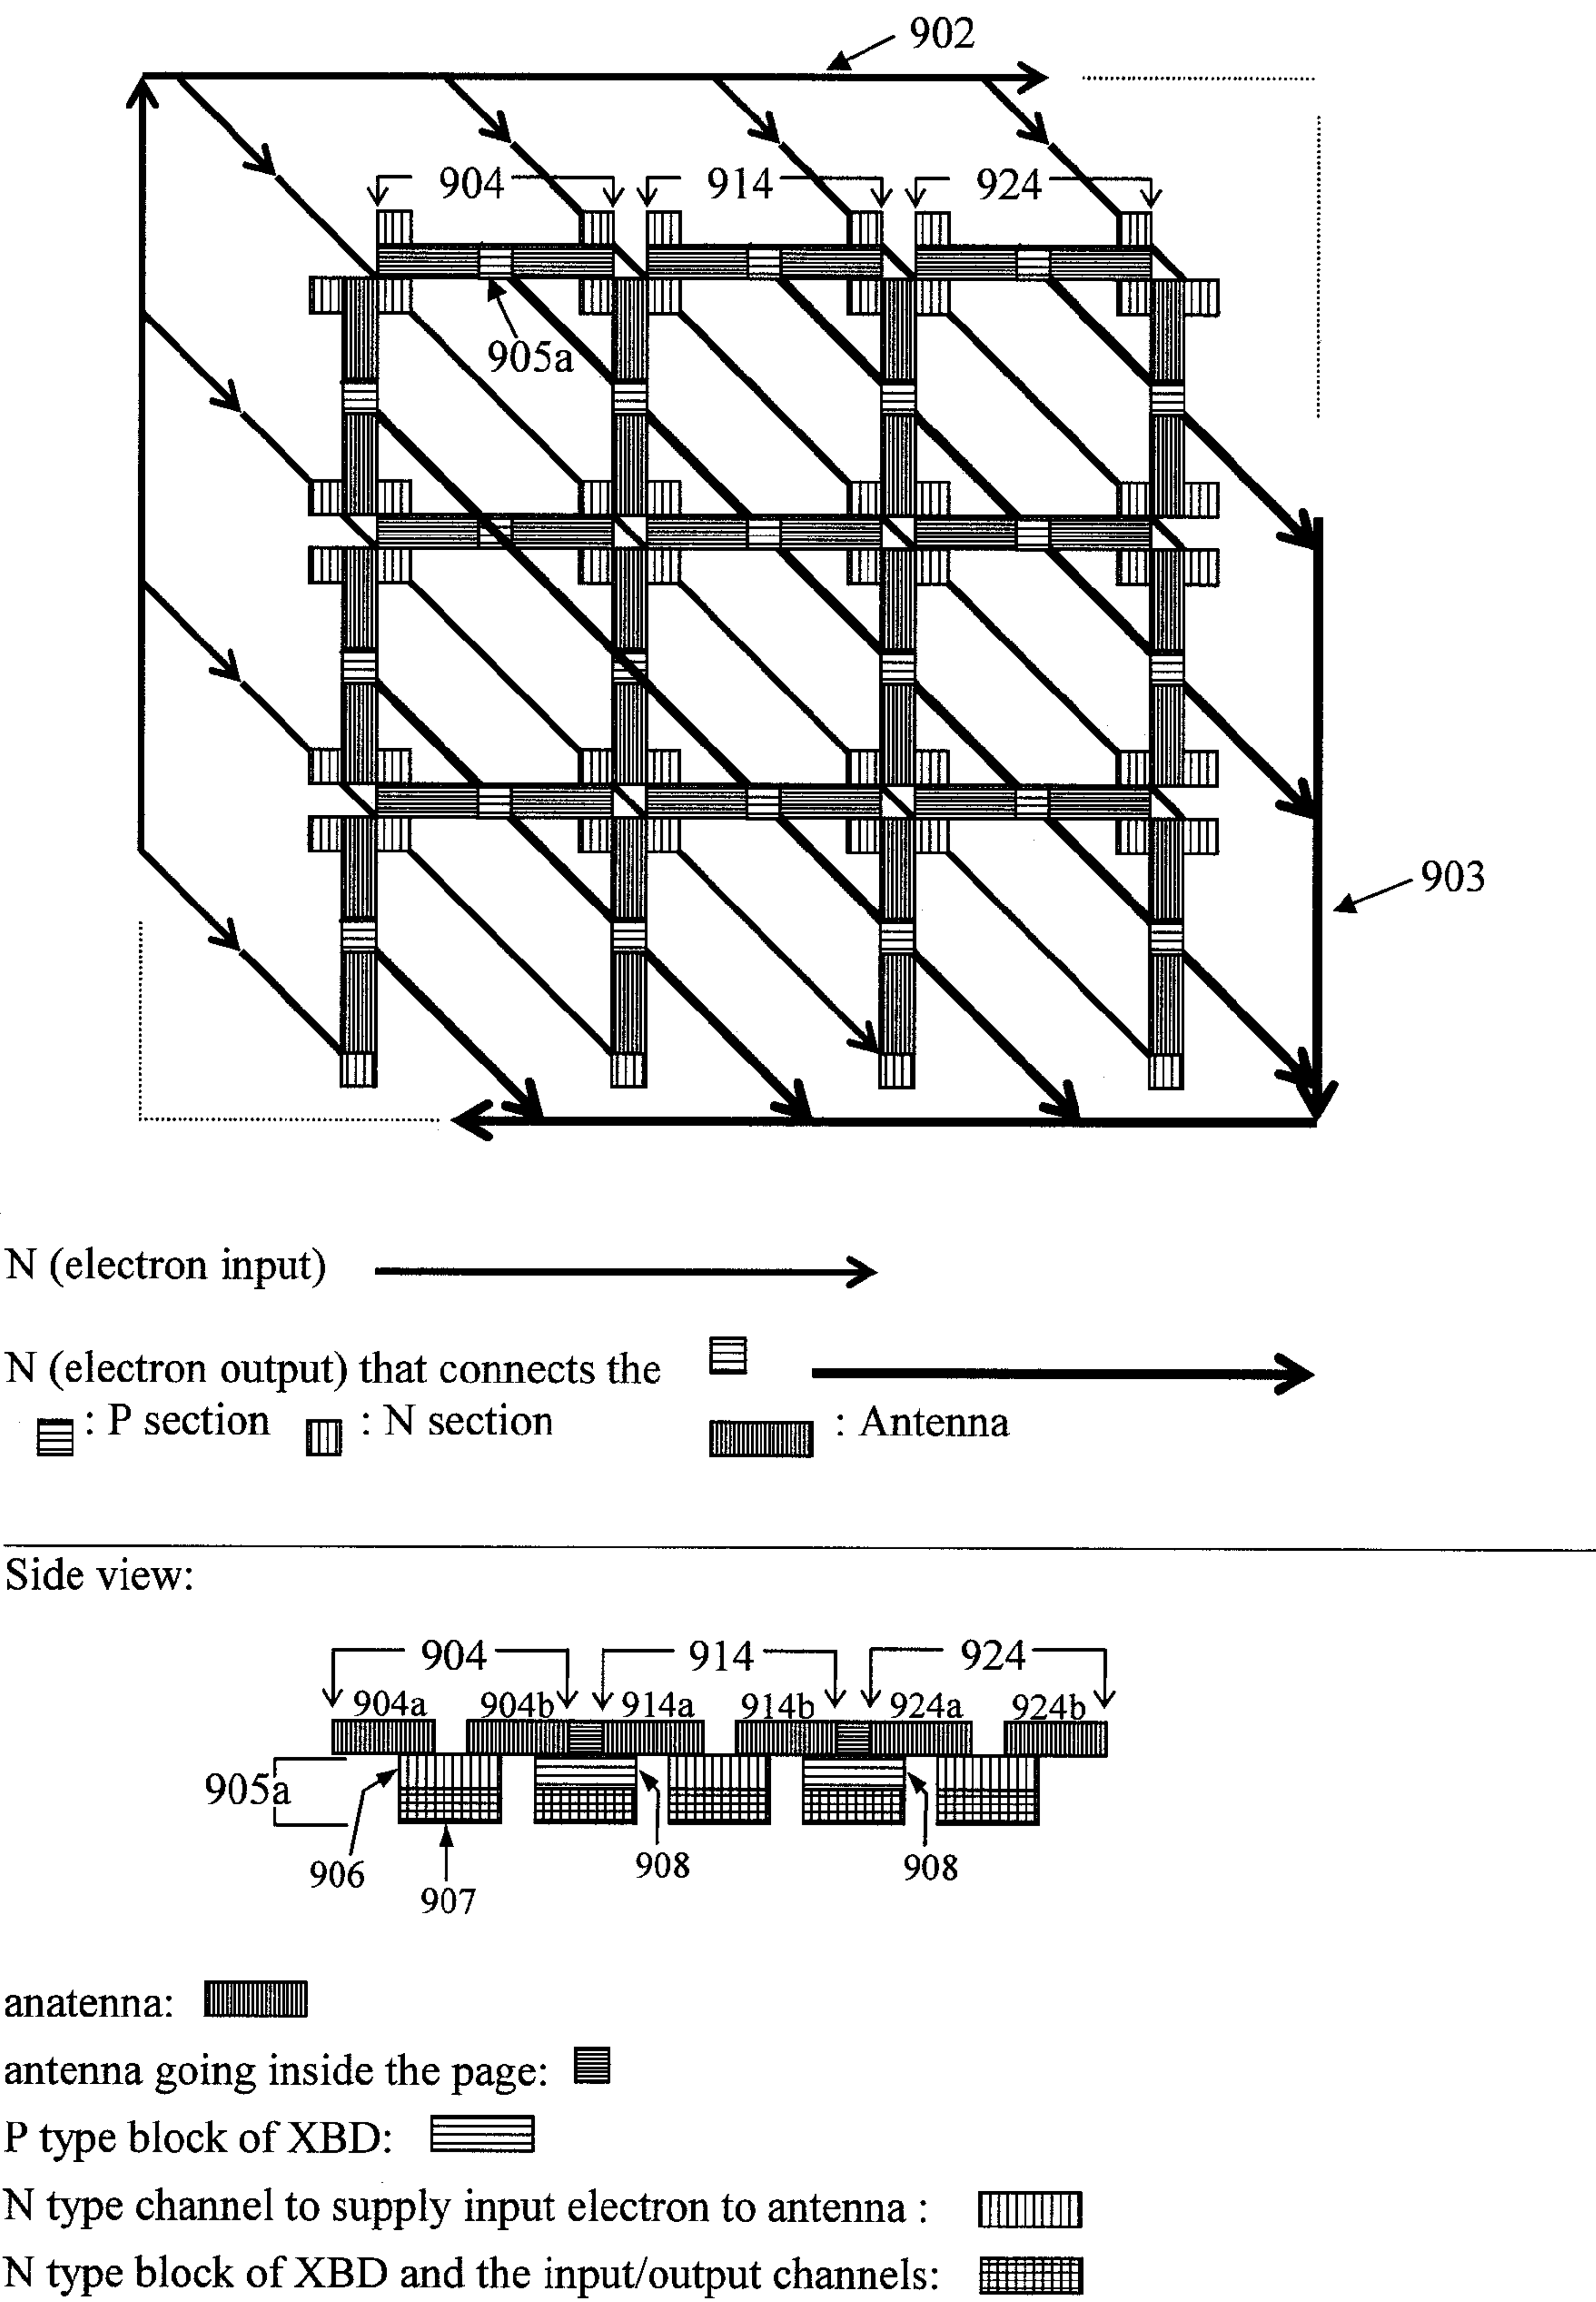 902
904 914 924
905a
903
N (electron input)
N (electron output) that connects the
: P section : N section : Antenna
Side view:
904 914 924
904a 904b 914a 914b 924a 924b
905a
906 907 908 908
anatenna:
antenna going inside the page:
P type block of XBD:
N type channel to supply input electron to antenna :
N type block of XBD and the input/output channels: